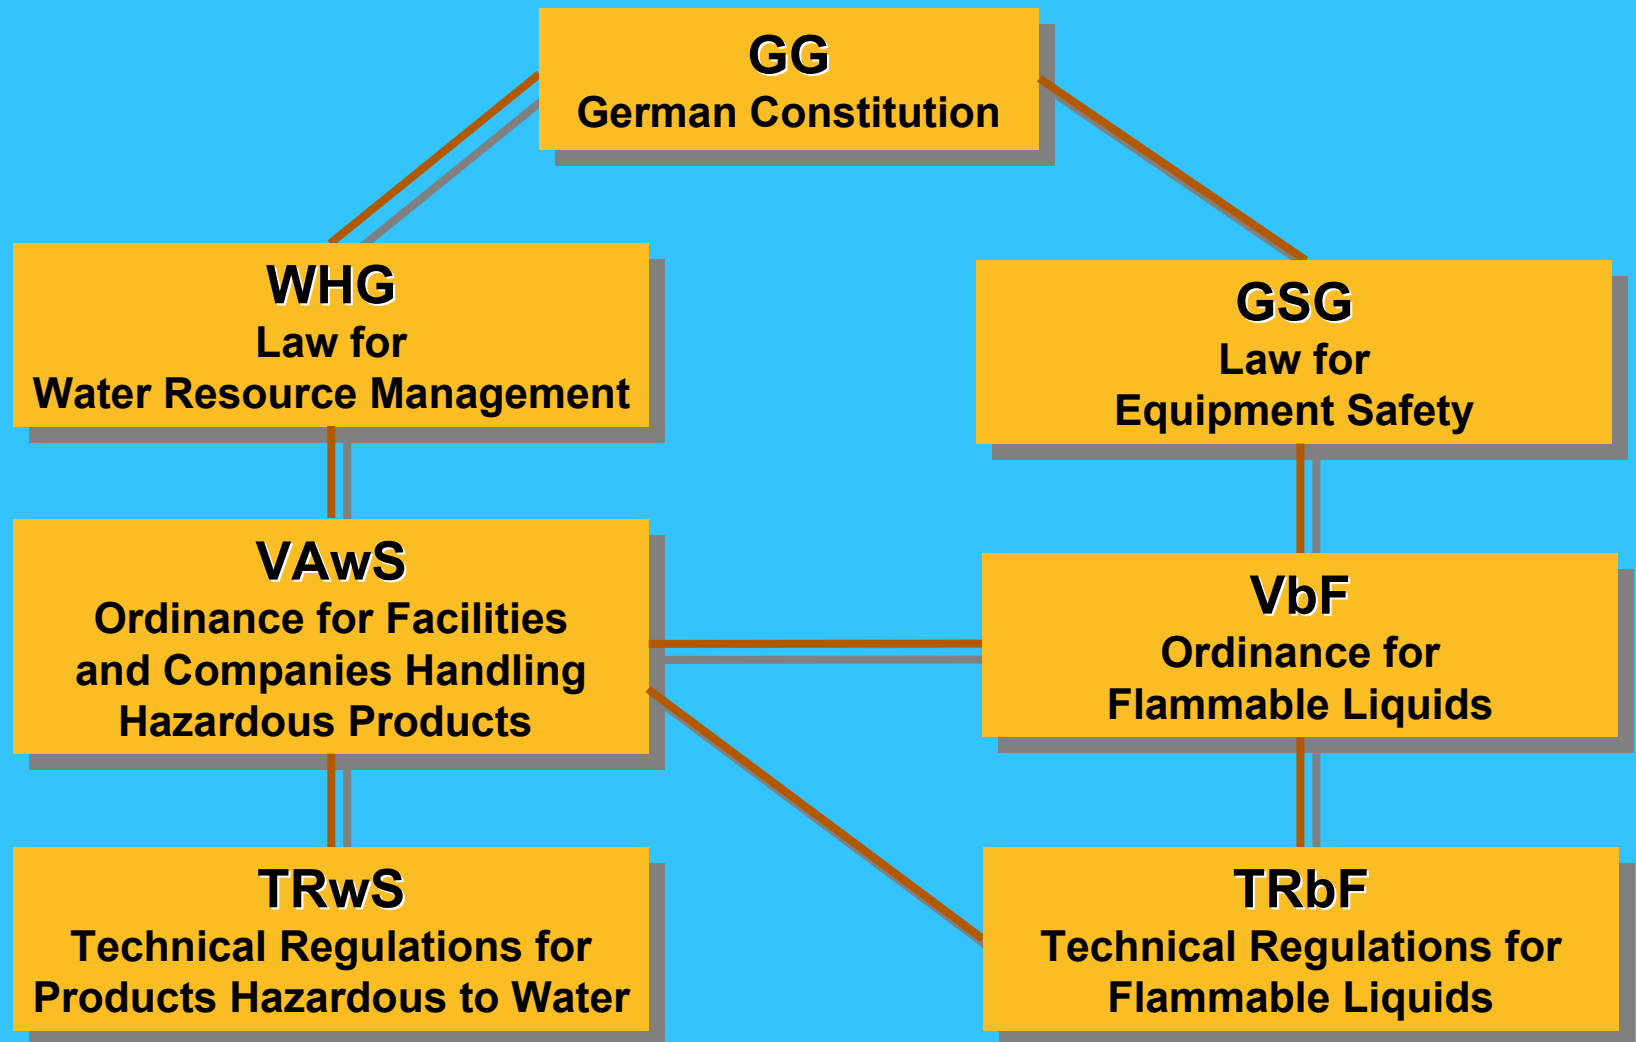 GG
German Constitution
WHG
Law for
Water Resource Management
GSG
Law for
Equipment Safety
VAwS
Ordinance for Facilities
and Companies Handling
Hazardous Products
VbF
Ordinance for
Flammable Liquids
TRwS
Technical Regulations for
Products Hazardous to Water
TRbF
Technical Regulations for
Flammable Liquids